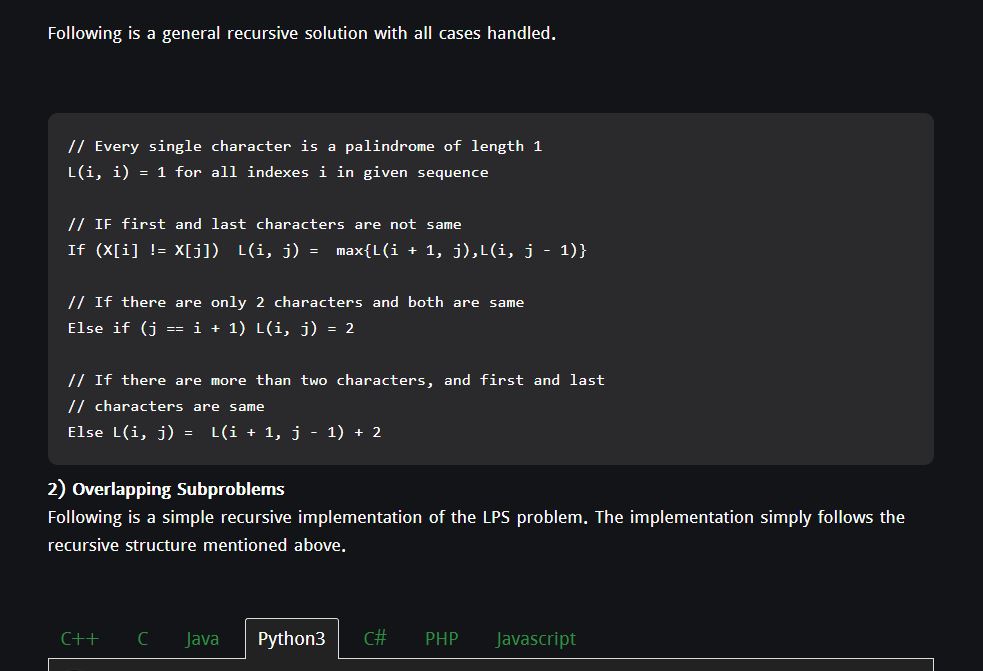 Following is a general recursive solution with all cases handled.
// Every single character is a palindrome of length 1
L(i, i) = 1 for all indexes i in given sequence
// IF first and last characters are not same
If (X[i] != X[j])  L(i, j) =  max{L(i + 1, j),L(i, j - 1)}
// If there are only 2 characters and both are same
Else if (j == i + 1) L(i, j) = 2
// If there are more than two characters, and first and last
// characters are same
Else L(i, j) =  L(i + 1, j - 1) + 2
2) Overlapping Subproblems
Following is a simple recursive implementation of the LPS problem. The implementation simply follows the
recursive structure mentioned above.
C++ C Java Python3 C# PHP Javascript